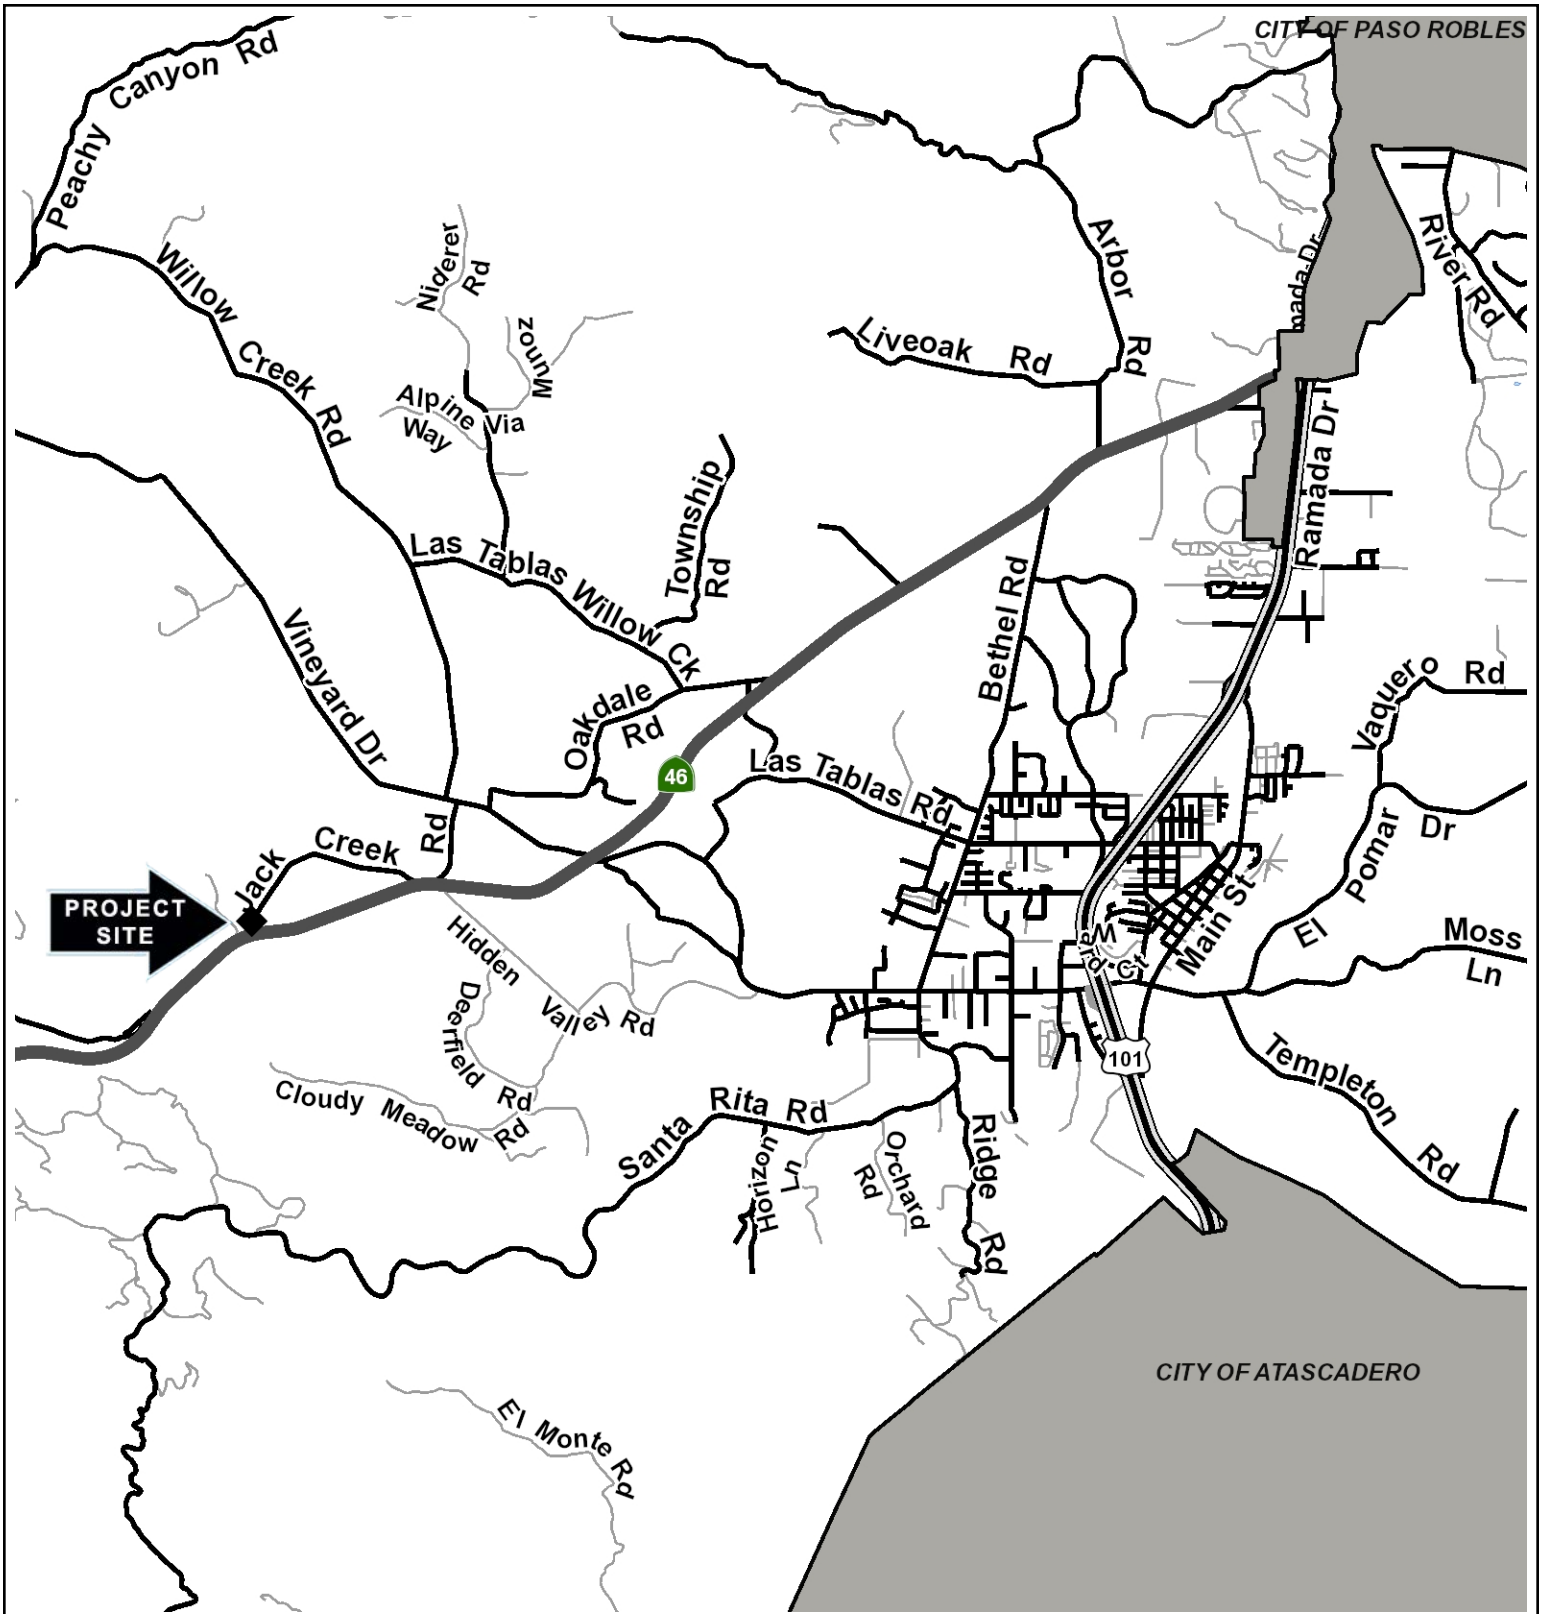 CITY OF PASO ROBLES
Peachy Canyon Rd
Willow Creek Rd
Niderer Rd
Munoz
Alpine Way
Via
Arbor Rd
Liveoak Rd
mada Dr
River Rd
Ramada Dr
Township Rd
Las Tablas Willow Ck
Vineyard Dr
Oakdale Rd
46
Bethel Rd
Vaquero Rd
Las Tablas Rd
El Pomar Dr
Jack Creek Rd
PROJECT
SITE
Main St
Ward Ct
Moss Ln
Hidden Valley Rd
Deerfield Rd
Cloudy Meadow Rd
101
Templeton Rd
Santa Rita Rd
Horizon Ln
Orchard Rd
Ridge Rd
CITY OF ATASCADERO
El Monte Rd